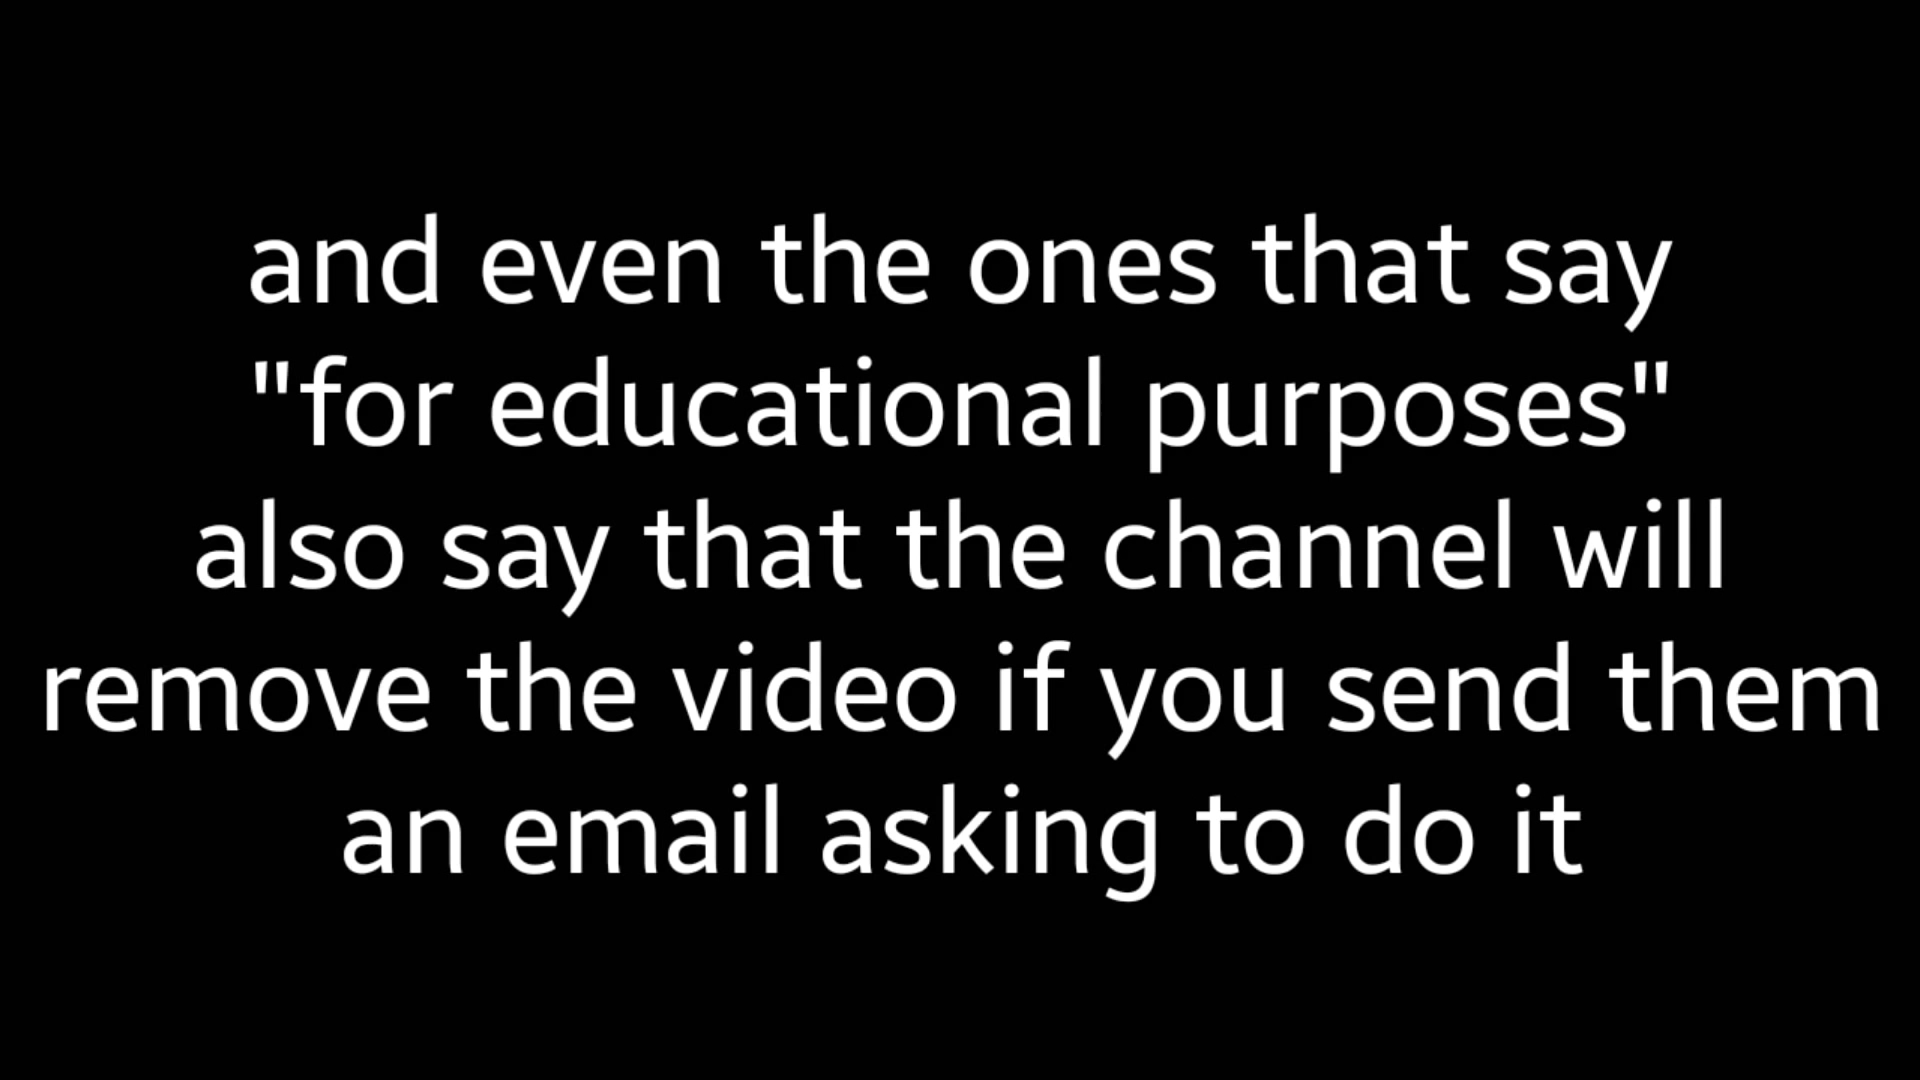 and even the ones that say
"for educational purposes"
also say that the channel will
remove the video if you send them
an email asking to do it